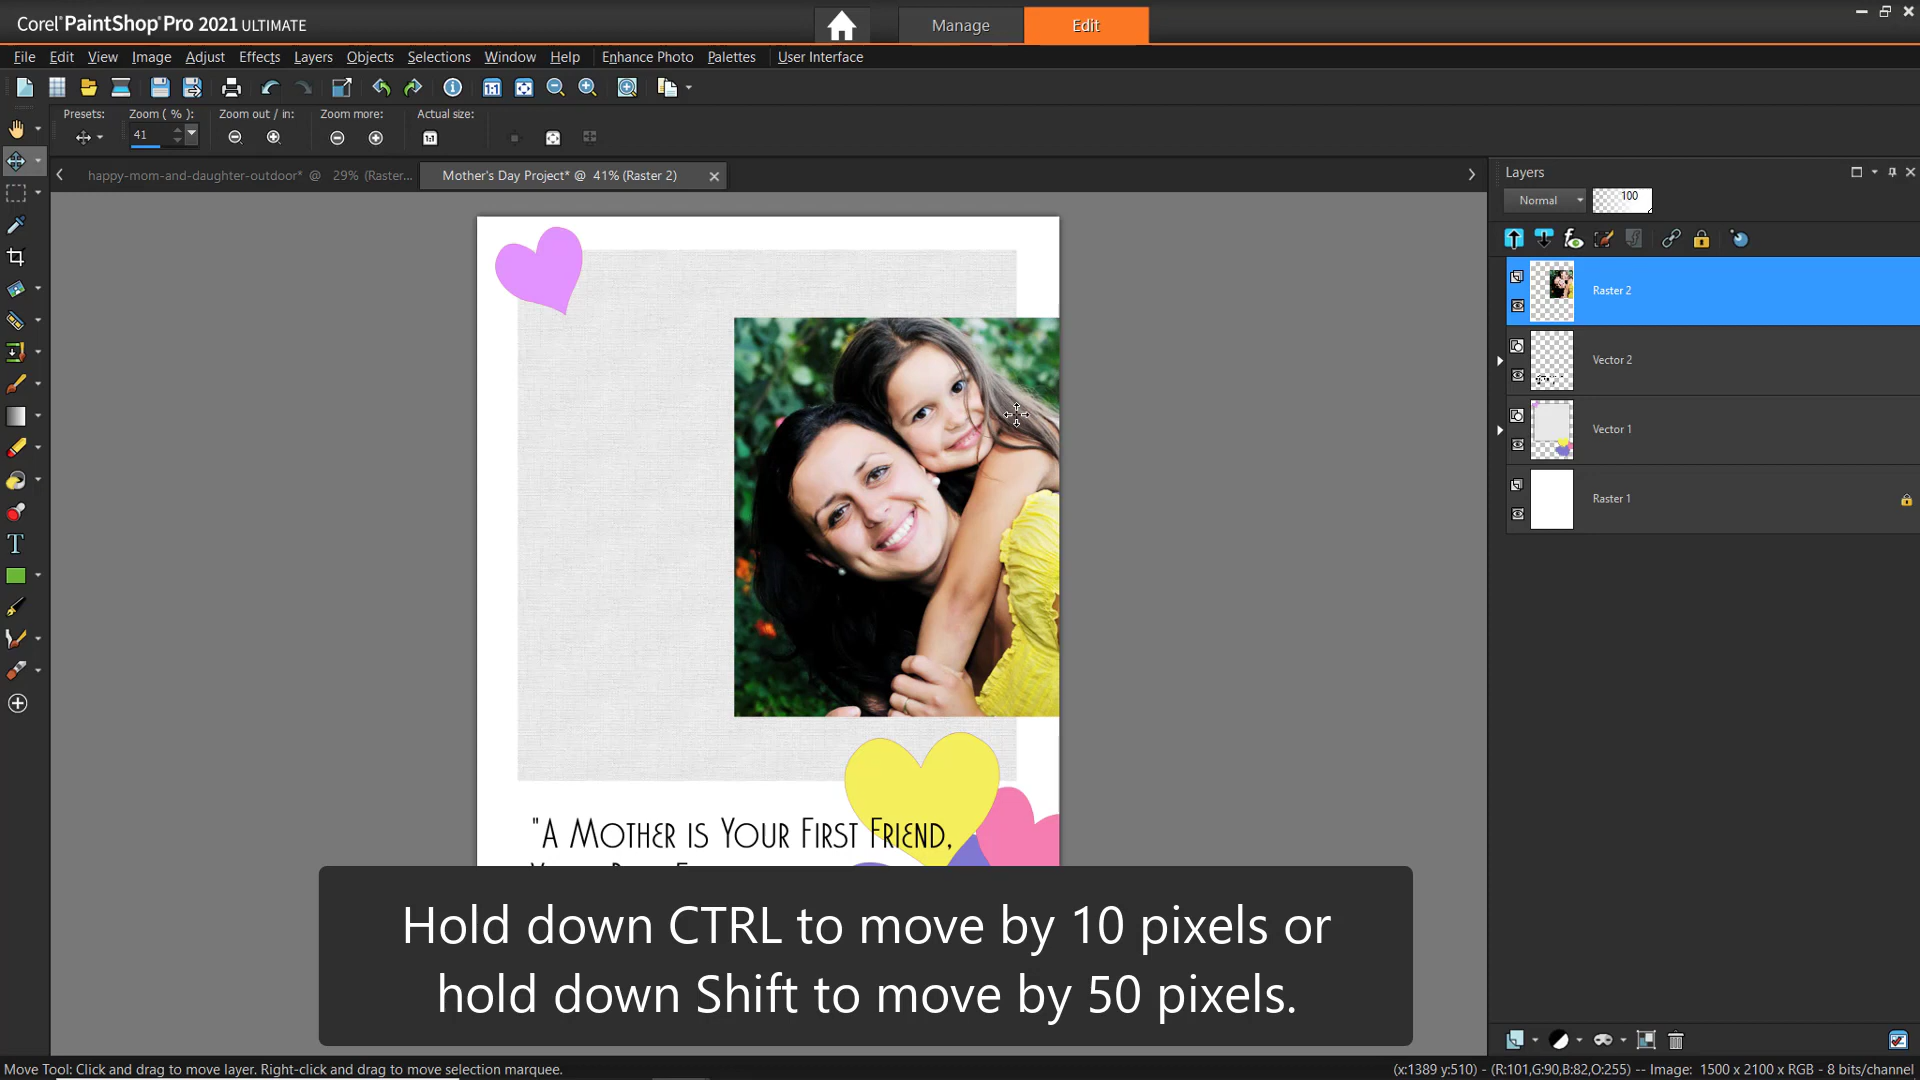 Corel® PaintShop® Pro 2021 ULTIMATE
Manage
Edit
File Edit View Image Adjust Effects Layers Objects Selections Window Help Enhance Photo Palettes User Interface
1:1
Presets: Zoom ( % ): Zoom out / in: Zoom more: Actual size:
41
1:1
happy-mom-and-daughter-outdoor* @ 29% (Raster...
Mother's Day Project* @ 41% (Raster 2)
Layers
Normal
100
Raster 2
Vector 2
Vector 1
Raster 1
"A Mother is Your First Friend,
Hold down CTRL to move by 10 pixels or
hold down Shift to move by 50 pixels.
Move Tool: Click and drag to move layer. Right-click and drag to move selection marquee.
(x:1389 y:510) - (R:101,G:90,B:82,O:255) -- Image: 1500 x 2100 x RGB - 8 bits/channel